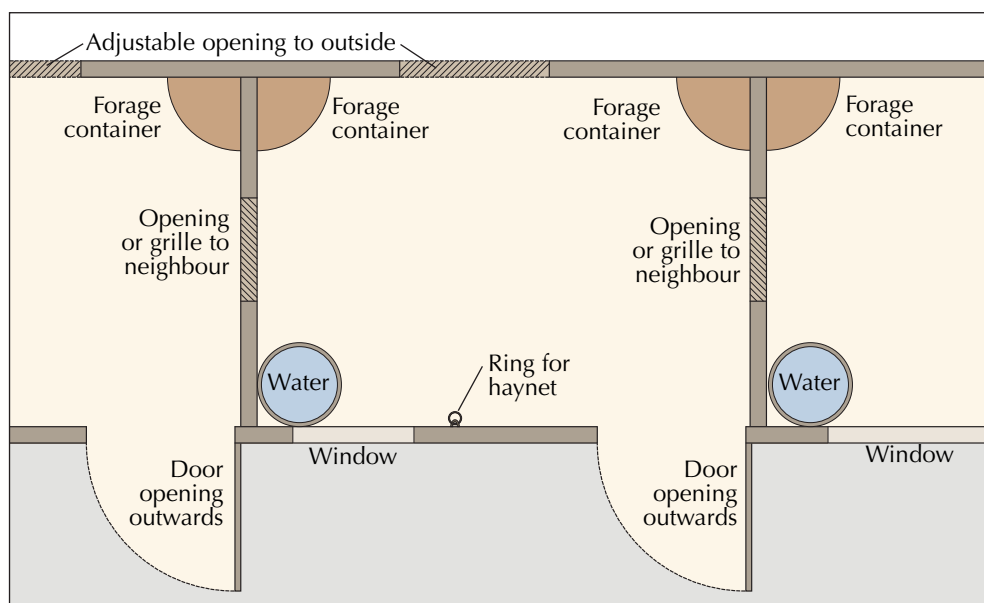 Adjustable opening to outside
Forage
container
Forage
container
Forage
container
Forage
container
Opening
or grille to
neighbour
Opening
or grille to
neighbour
Water
Ring for
haynet
Water
Window
Window
Door
opening
outwards
Door
opening
outwards